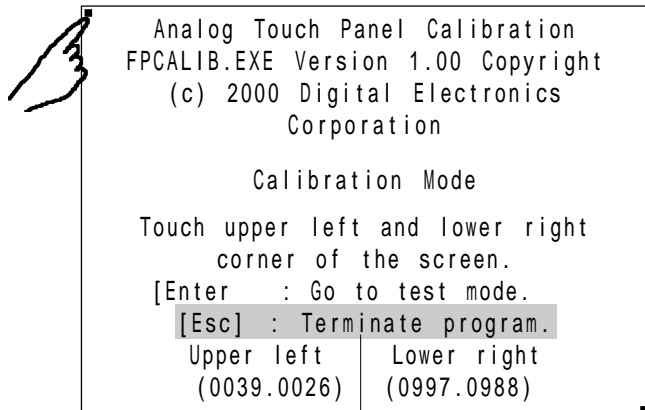 Analog Touch Panel Calibration
FPCALIB.EXE Version 1.00 Copyright
(c) 2000 Digital Electronics
Corporation
Calibration Mode
Touch upper left and lower right
corner of the screen.
[Enter : Go to test mode.
[Esc] : Terminate program.
Upper left Lower right
(0039.0026) (0997.0988)